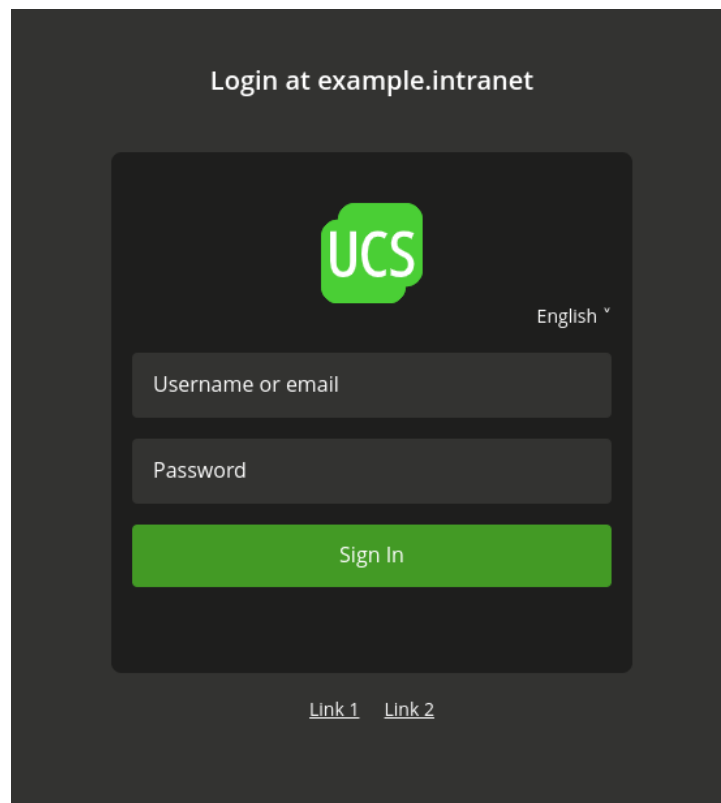 Login at example.intranet
UCS
English ˅
Username or email
Password
Sign In
Link 1 Link 2